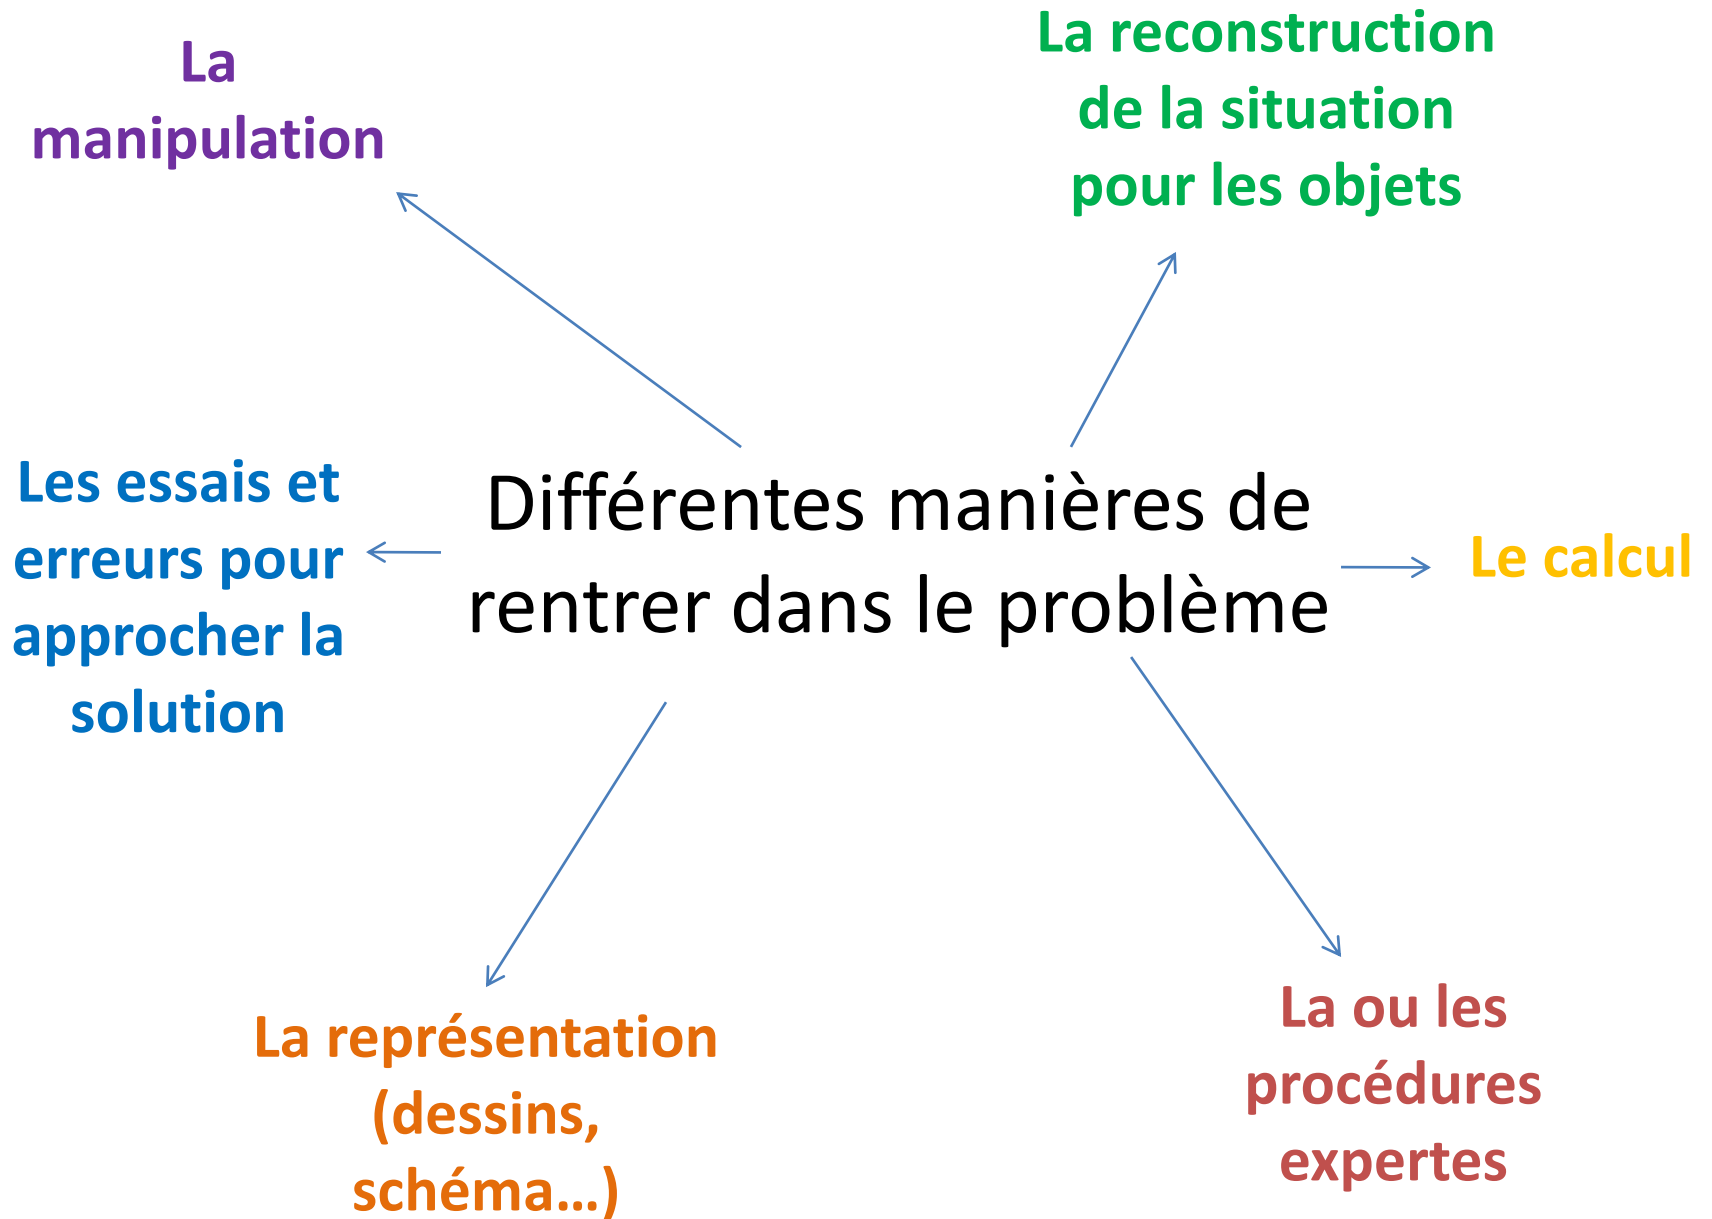 La
manipulation
La reconstruction
de la situation
pour les objets
Les essais et
erreurs pour
approcher la
solution
Différentes manières de
rentrer dans le problème
Le calcul
La représentation
(dessins,
schéma…)
La ou les
procédures
expertes